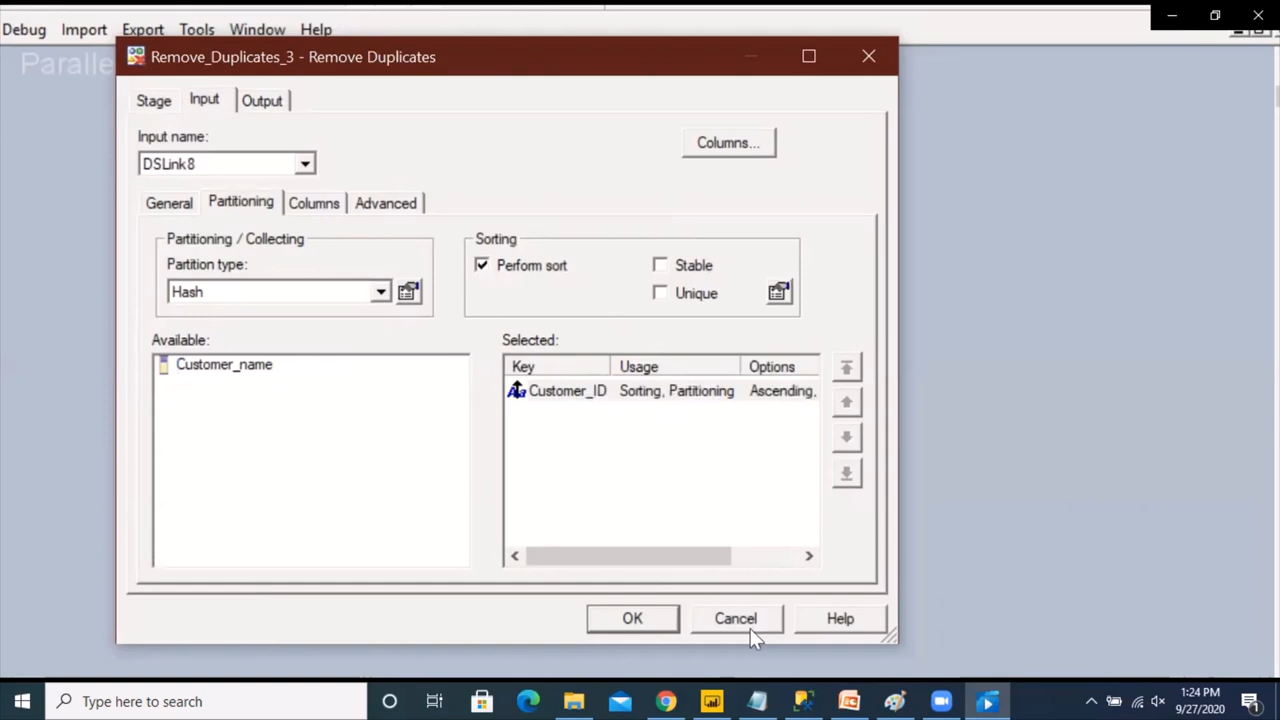 Debug Import Export Tools Window Help
Paralle
Remove_Duplicates_3 - Remove Duplicates
Stage Input Output
Input name:
Columns...
DSLink8
General Partitioning Columns Advanced
Partitioning / Collecting
Sorting
Partition type:
Perform sort
Stable
Hash
Unique
Available:
Selected:
Customer_name
Key Usage Options
Customer_ID Sorting, Partitioning Ascending,
OK Cancel Help
Type here to search
1:24 PM
9/27/2020
1